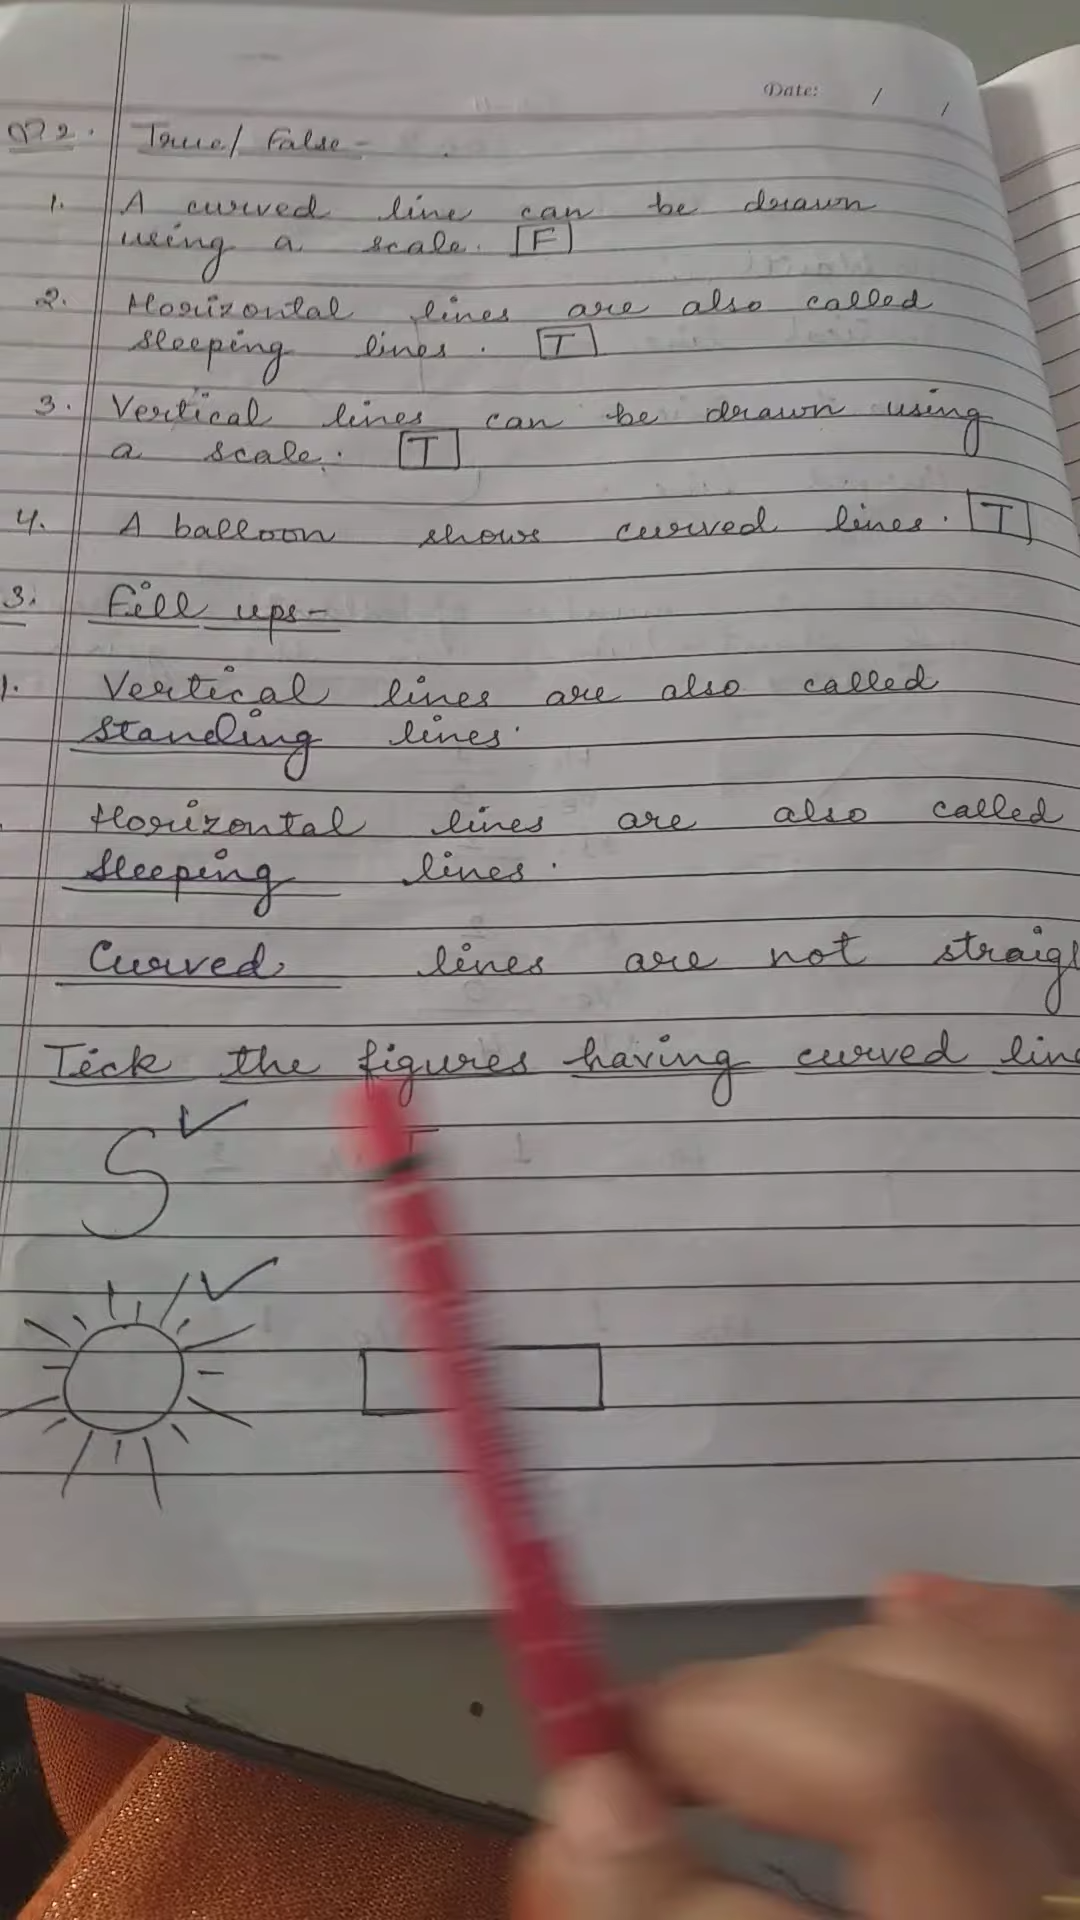 Date: / /
Q2. True/False -
1. A curved line can be drawn
using a scale. F
2. Horizontal lines are also called
sleeping lines. T
3. Vertical lines can be drawn using
a scale. T
4. A balloon shows curved lines. T
3. Fill ups -
1. Vertical lines are also called
standing lines.
Horizontal lines are also called
sleeping lines.
Curved lines are not straig
Tick the figures having curved line
S